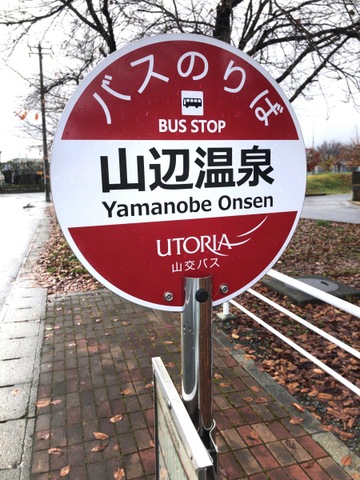 バスのりば
BUS STOP
山辺温泉
Yamanobe Onsen
UTORIA
山交バス